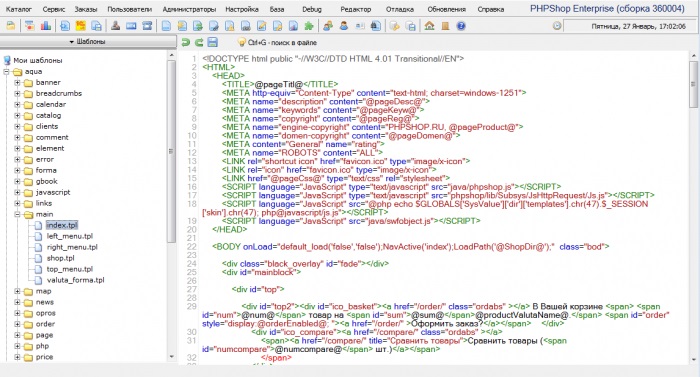 Каталог Сервис Заказы Пользователи Администраторы Настройка База Debug Редактор Отладка Обновления Справка PHPShop Enterprise (сборка 360004)
Пятница, 27 Январь, 17:02:06
Шаблоны
Ctrl+G - поиск в файле
Мои шаблоны
aqua
banner
breadcrumbs
calendar
catalog
clients
comment
element
error
forma
gbook
javascript
links
main
index.tpl
left_menu.tpl
right_menu.tpl
shop.tpl
top_menu.tpl
valuta_forma.tpl
map
news
opros
order
page
php
price
1 <!DOCTYPE html public "-//W3C//DTD HTML 4.01 Transitional//EN">
2 <HTML>
3 <HEAD>
4 <TITLE>@pageTitl@</TITLE>
5 <META http-equiv="Content-Type" content="text-html; charset=windows-1251">
6 <META name="description" content="@pageDesc@">
7 <META name="keywords" content="@pageKeyw@">
8 <META name="copyright" content="@pageReg@">
9 <META name="engine-copyright" content="PHPSHOP.RU, @pageProduct@">
10 <META name="domen-copyright" content="@pageDomen@">
11 <META content="General" name="rating">
12 <META name="ROBOTS" content="ALL">
13 <LINK rel="shortcut icon" href="favicon.ico" type="image/x-icon">
14 <LINK rel="icon" href="favicon.ico" type="image/x-icon">
15 <LINK href="@pageCss@" type="text/css" rel="stylesheet">
16 <SCRIPT language="JavaScript" type="text/javascript" src="java/phpshop.js"></SCRIPT>
17 <SCRIPT language="JavaScript" type="text/javascript" src="phpshop/lib/Subsys/JsHttpRequest/Js.js"></SCRIPT>
18 <SCRIPT language="JavaScript" src="@php echo $GLOBALS['SysValue']['dir']['templates'].chr(47).$_SESSION
['skin'].chr(47); php@javascript/js.js"></SCRIPT>
19 <SCRIPT language="JavaScript" src="java/swfobject.js"></SCRIPT>
20 </HEAD>
21
22 <BODY onLoad="default_load('false','false');NavActive('index');LoadPath('@ShopDir@');" class="bod">
23
24 <div class="black_overlay" id="fade"></div>
25 <div id="mainblock">
26
27 <div id="top">
28
29 <div id="top2"><div id="ico_basket"><a href="/order/" class="ordabs" ></a> В Вашей корзине <span> <span
id="num">@num@</span> товар на <span id="sum">@sum@</span>@productValutaName@.</span> <span id="order"
style="display:@orderEnabled@; "><a href="/order/" >Оформить заказ?</a></span> </div>
30 <div id="ico_compare"><a href="/compare/" class="ordabs" ></a>
31 <span><a href="/compare/" title="Сравнить товары">Сравнить товары (<span
id="numcompare">@numcompare@</span> шт.)</a></span>
32 </span>